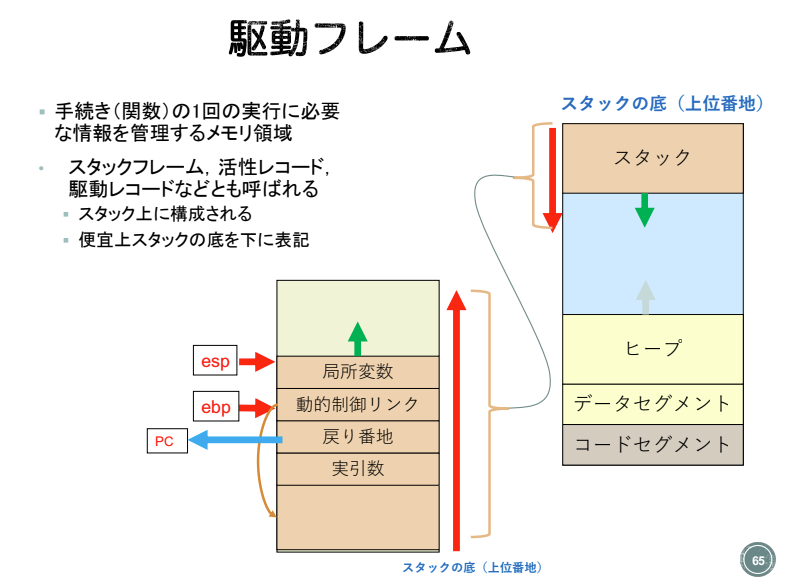 駆動フレーム
▪ 手続き（関数）の1回の実行に必要
な情報を管理するメモリ領域
• スタックフレーム，活性レコード，
駆動レコードなどとも呼ばれる
▪ スタック上に構成される
▪ 便宜上スタックの底を下に表記
スタックの底（上位番地）
スタック
ヒープ
データセグメント
コードセグメント
esp
局所変数
ebp
動的制御リンク
PC
戻り番地
実引数
スタックの底（上位番地）
65